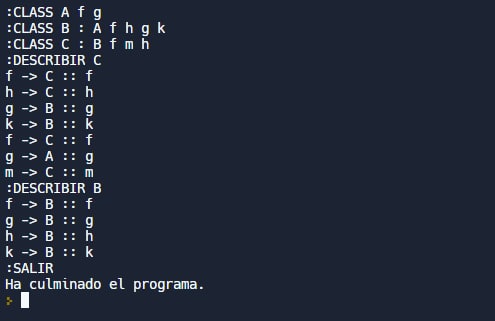 :CLASS A f g
:CLASS B : A f h g k
:CLASS C : B f m h
:DESCRIBIR C
f -> C :: f
h -> C :: h
g -> B :: g
k -> B :: k
f -> C :: f
g -> A :: g
m -> C :: m
:DESCRIBIR B
f -> B :: f
g -> B :: g
h -> B :: h
k -> B :: k
:SALIR
Ha culminado el programa.
>